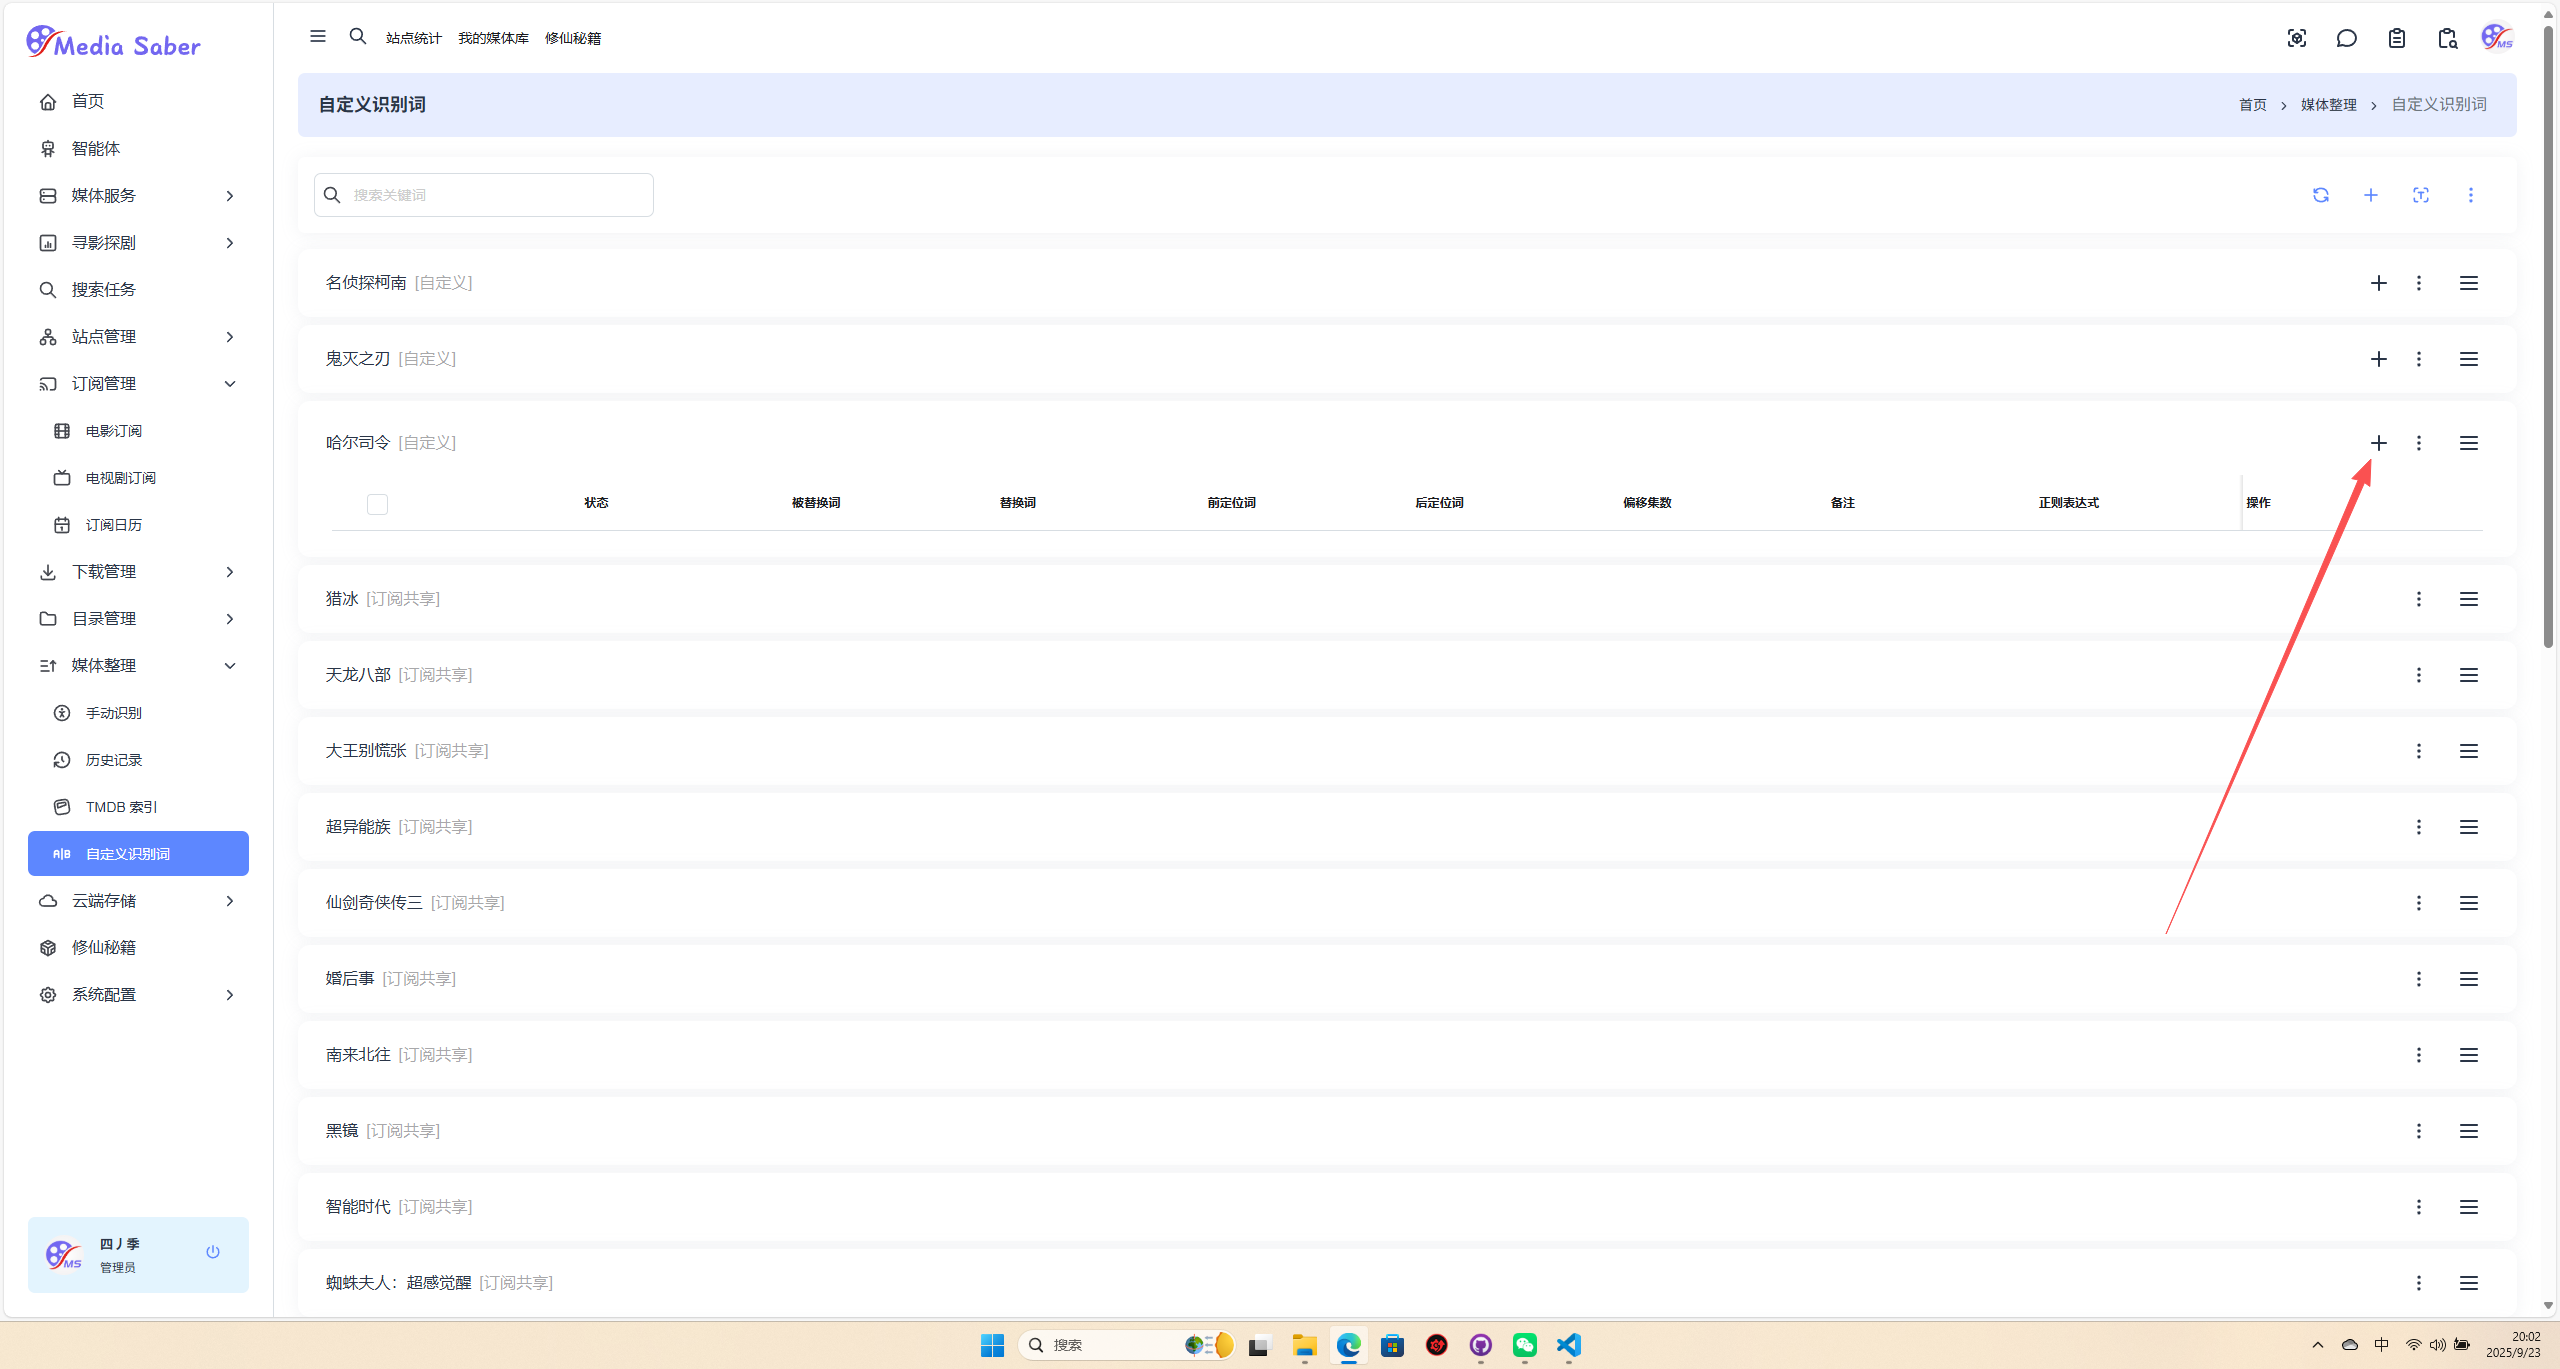 Media Saber
站点统计 我的媒体库 修仙秘籍
首页
智能体
媒体服务
寻影探剧
搜索任务
站点管理
订阅管理
电影订阅
电视剧订阅
订阅日历
下载管理
目录管理
媒体整理
手动识别
历史记录
TMDB 索引
A|B 自定义识别词
云端存储
修仙秘籍
系统配置
MS 四丿季
管理员
MS
自定义识别词 首页 > 媒体整理 > 自定义识别词
搜索关键词
名侦探柯南 [自定义]
鬼灭之刃 [自定义]
哈尔司令 [自定义]
状态 被替换词 替换词 前定位词 后定位词 偏移集数 备注 正则表达式 操作
猎冰 [订阅共享]
天龙八部 [订阅共享]
大王别慌张 [订阅共享]
超异能族 [订阅共享]
仙剑奇侠传三 [订阅共享]
婚后事 [订阅共享]
南来北往 [订阅共享]
黑镜 [订阅共享]
智能时代 [订阅共享]
蜘蛛夫人：超感觉醒 [订阅共享]
搜索
中
20:02
2025/9/23